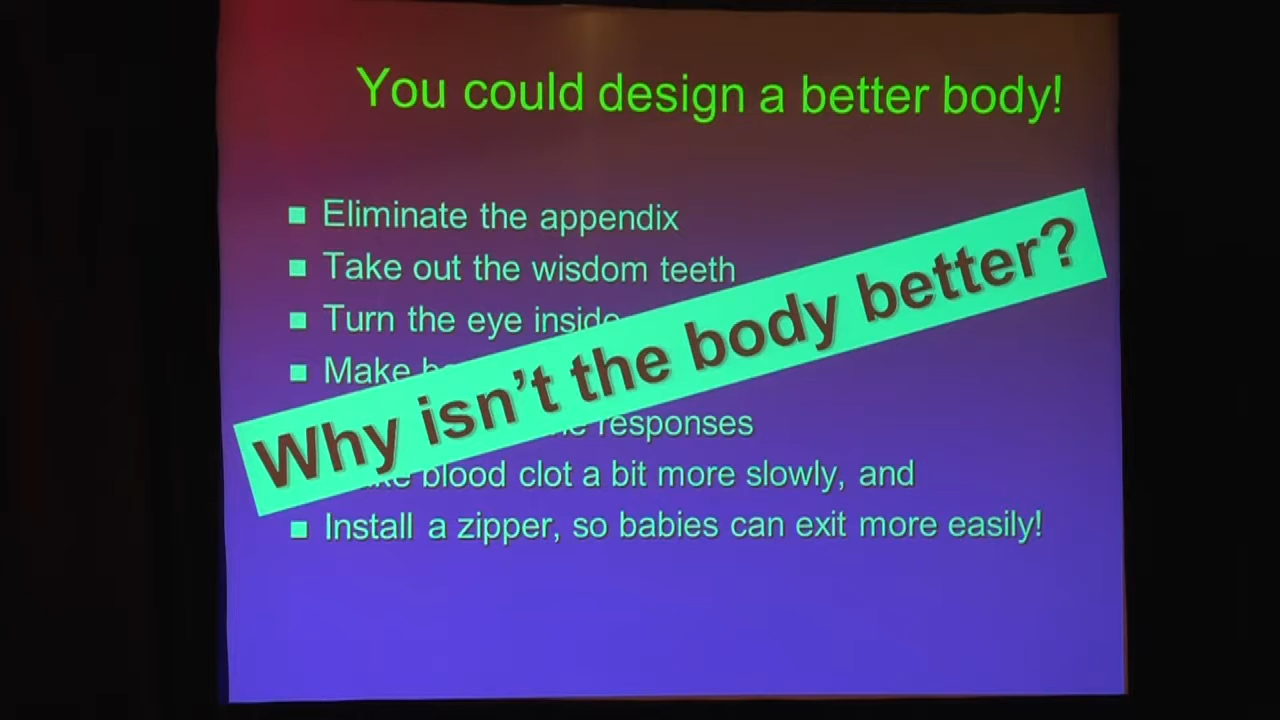 You could design a better body!
Eliminate the appendix
Take out the wisdom teeth
Turn the eye inside
Make
responses
blood clot a bit more slowly, and
Install a zipper, so babies can exit more easily!
Why isn't the body better?